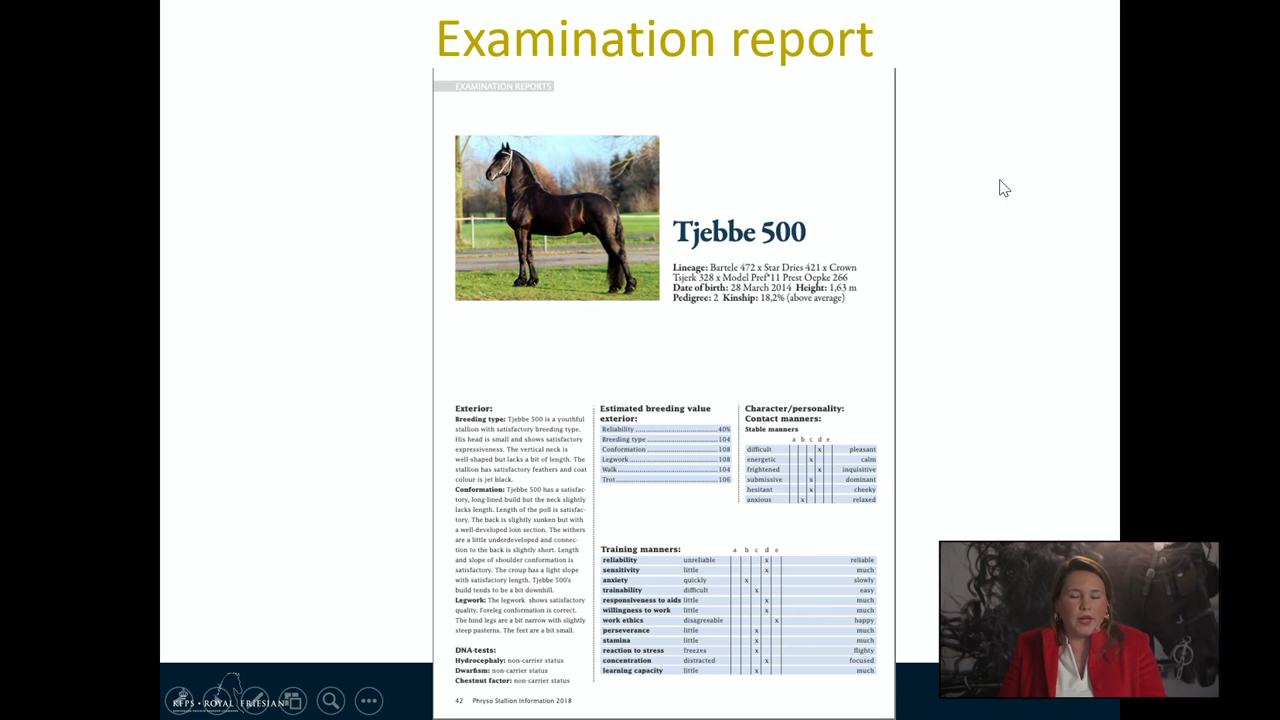 Examination report
EXAMINATION REPORTS
Tjebbe 500
Lineage: Bartele 472 x Star Dries 421 x Crown
Tsjerk 328 x Model Pref*11 Prest Oepke 266
Date of birth: 28 March 2014 Height: 1,63 m
Pedigree: 2 Kinship: 18,2% (above average)
Exterior:
Breeding type: Tjebbe 500 is a youthful
stallion with satisfactory breeding type.
His head is small and shows satisfactory
expressiveness. The vertical neck is
well-shaped but lacks a bit of length. The
stallion has satisfactory feathers and coat
colour is jet black.
Conformation: Tjebbe 500 has a satisfac-
tory, long-lined build but the neck slightly
lacks length. Length of the poll is satisfac-
tory. The back is slightly sunken but with
a well-developed loin section. The withers
are a little underdeveloped and connec-
tion to the back is slightly short. Length
and slope of shoulder conformation is
satisfactory. The croup has a light slope
with satisfactory length. Tjebbe 500's
build tends to be a bit downhill.
Legwork: The legwork shows satisfactory
quality. Foreleg conformation is correct.
The hind legs are a bit narrow with slightly
steep pasterns. The feet are a bit small.
DNA-tests:
Hydrocephaly: non-carrier status
Dwarfism: non-carrier status
Chestnut factor: non-carrier status
Estimated breeding value
exterior:
Reliability 40%
Breeding type 104
Conformation 108
Legwork 108
Walk 104
Trot 106
Character/personality:
Contact manners:
Stable manners
a b c d e
difficult x pleasant
energetic x calm
frightened x inquisitive
submissive x dominant
hesitant x cheeky
anxious x relaxed
Training manners: a b c d e
reliability unreliable x reliable
sensitivity little x much
anxiety quickly x slowly
trainability difficult x easy
responsiveness to aids little x much
willingness to work little x much
work ethics disagreeable x happy
perseverance little x much
stamina little x much
reaction to stress freezes x flighty
concentration distracted x focused
learning capacity little x much
42 Phryso Stallion Information 2018
KFPS • ROYAL FRIESIAN